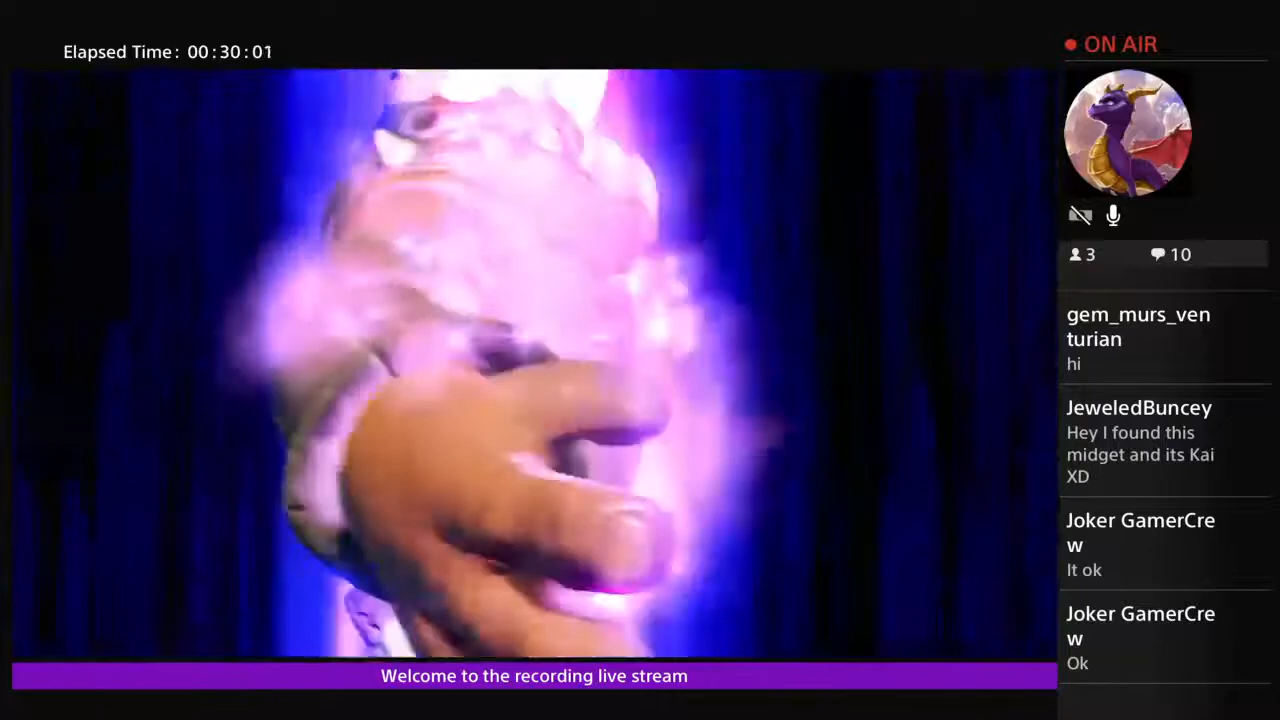 Elapsed Time: 00:30:01
ON AIR
3
10
gem_murs_ven
turian
hi
JeweledBuncey
Hey I found this
midget and its Kai
XD
Joker GamerCre
w
It ok
Joker GamerCre
w
Ok
Welcome to the recording live stream